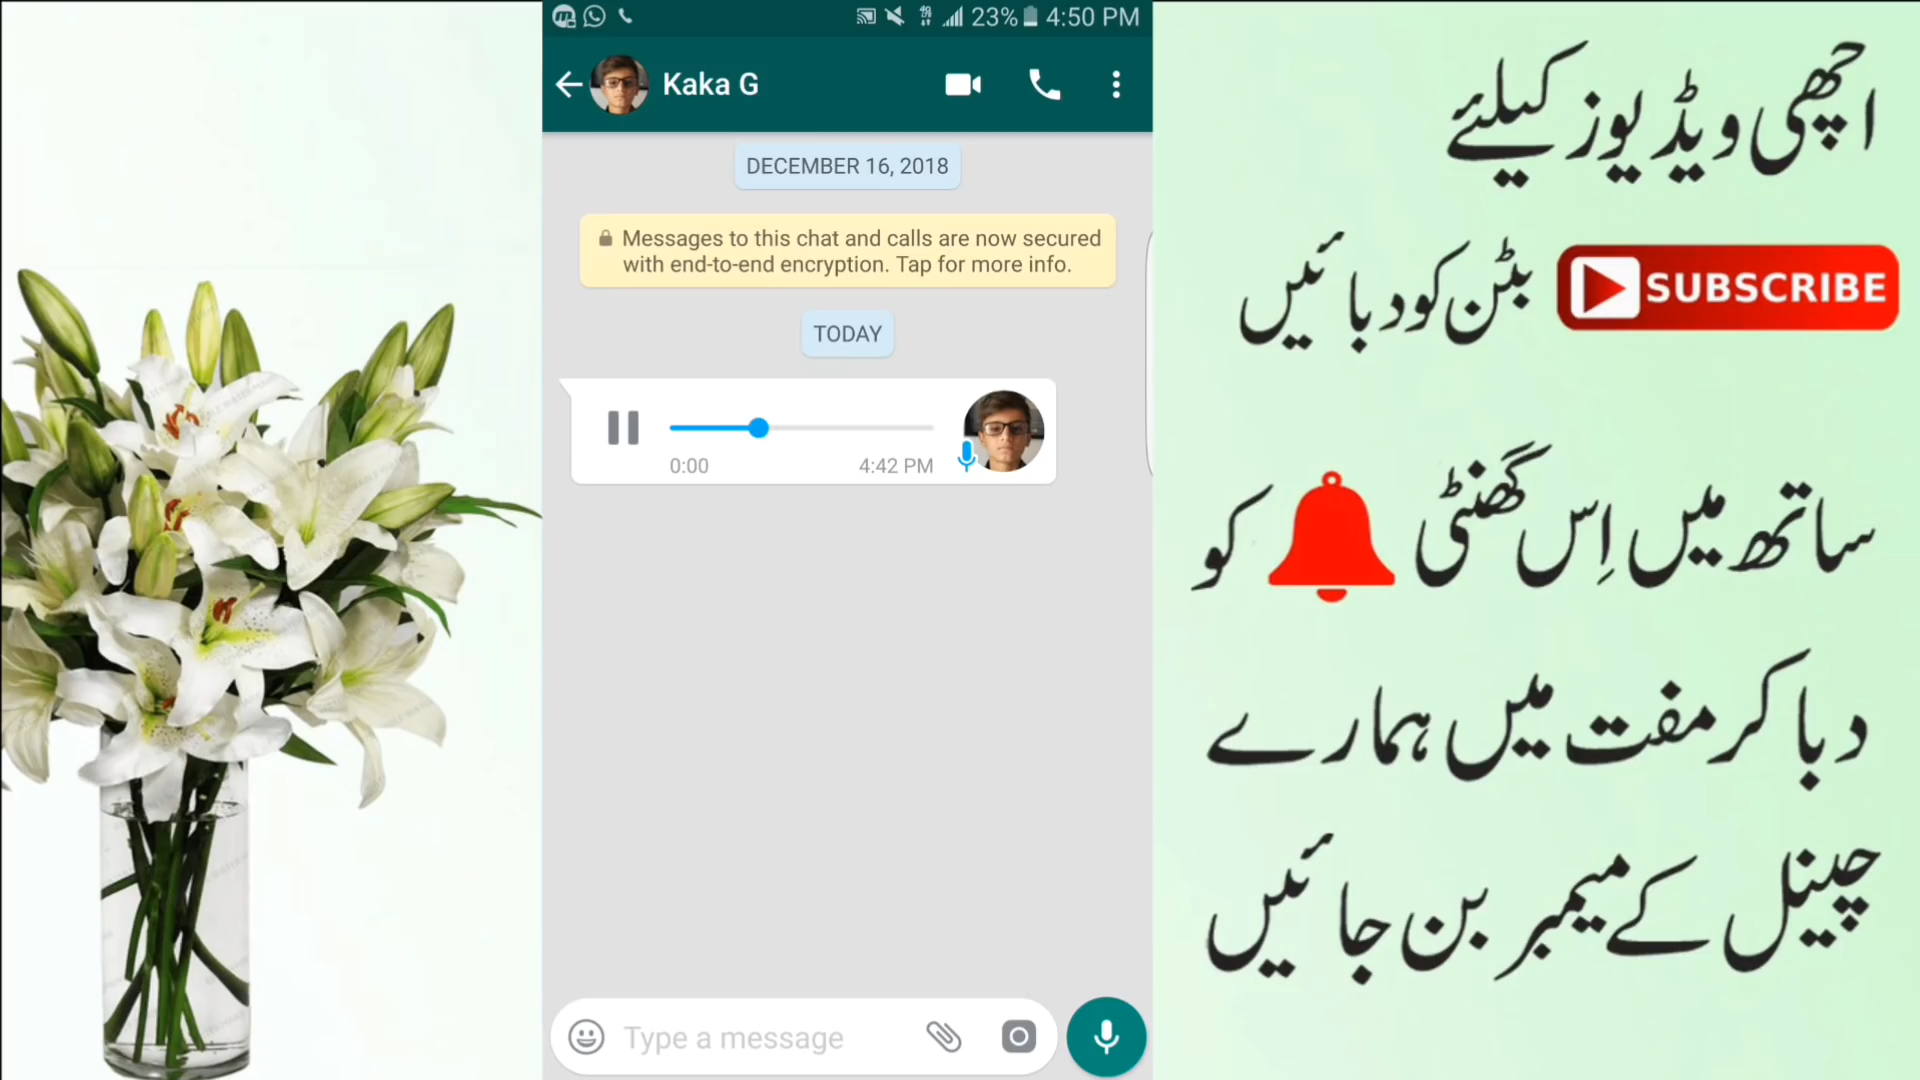 23% 4:50 PM
Kaka G
DECEMBER 16, 2018
Messages to this chat and calls are now secured
with end-to-end encryption. Tap for more info.
TODAY
0:00 4:42 PM
Type a message
اچھی ویڈیوز کیلئے
SUBSCRIBE بٹن کو دبائیں
ساتھ میں اِس گھنٹی کو
دبا کر مفت میں ہمارے
چینل کے میمبر بن جائیں